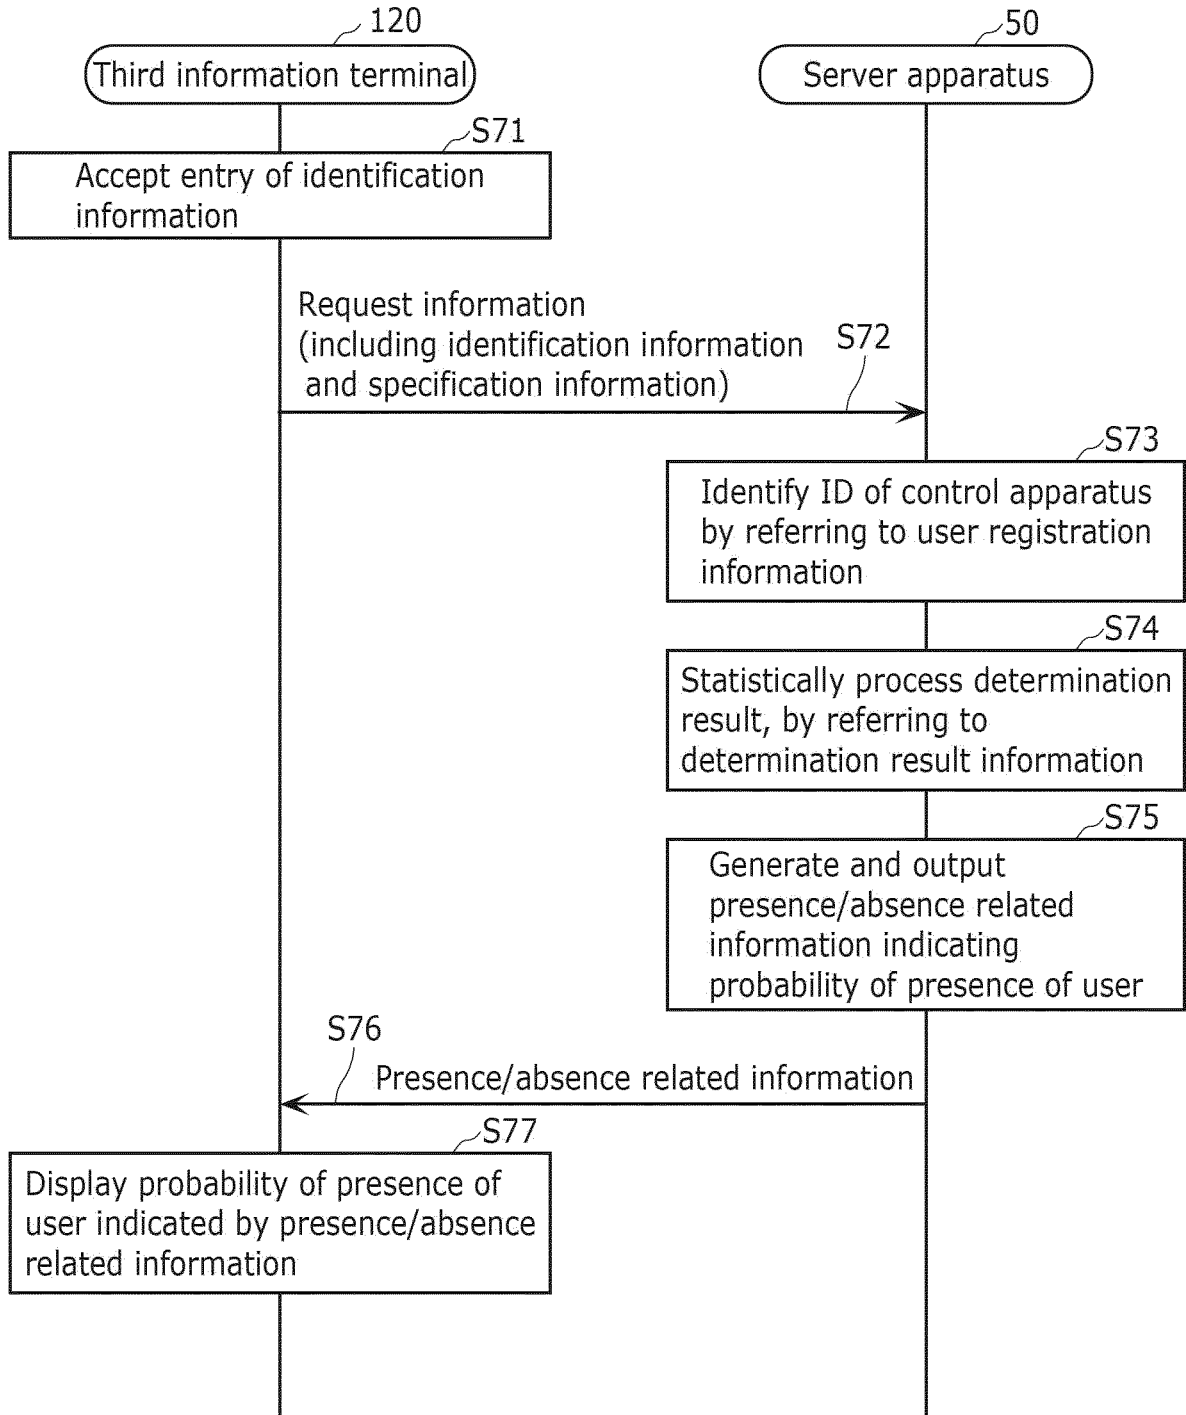 120
50
Third information terminal
Server apparatus
S71
Accept entry of identification
information
Request information
(including identification information
and specification information)
S72
S73
Identify ID of control apparatus
by referring to user registration
information
S74
Statistically process determination
result, by referring to
determination result information
S75
Generate and output
presence/absence related
information indicating
probability of presence of user
S76
Presence/absence related information
S77
Display probability of presence of
user indicated by presence/absence
related information